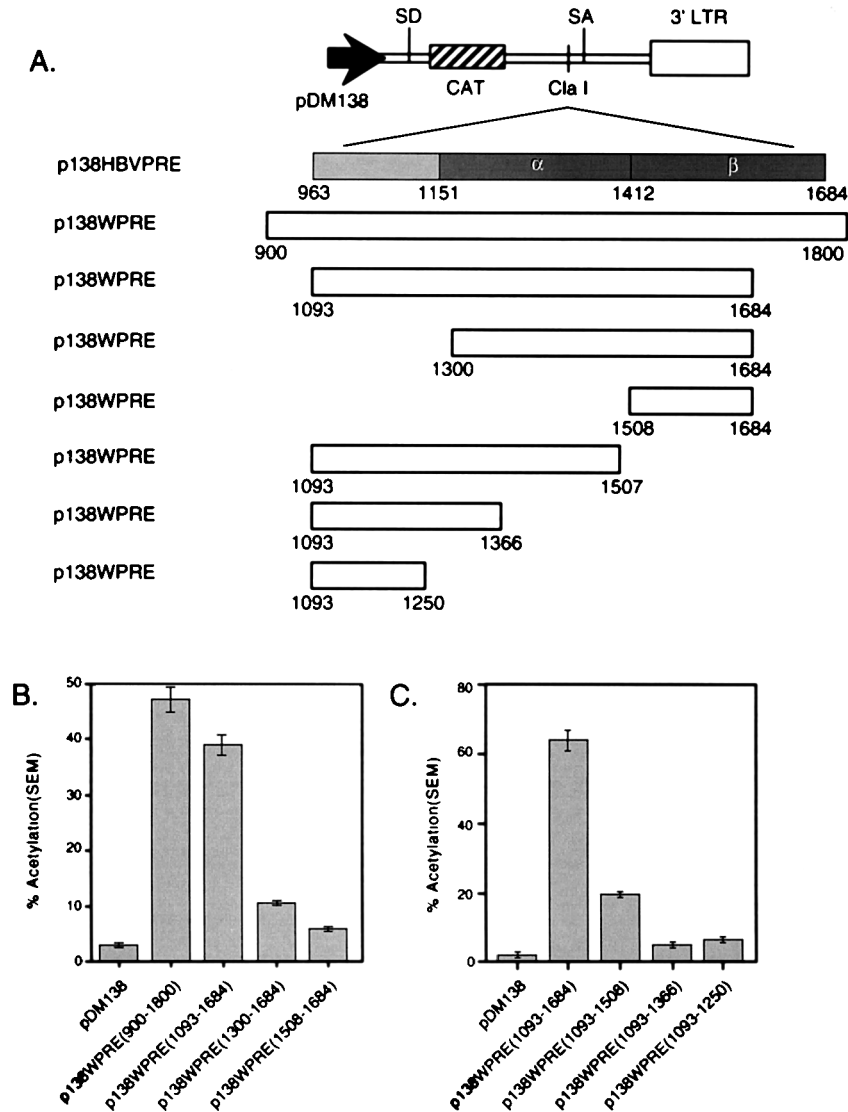 A.
SD
SA
3' LTR
pDM138
CAT
Cla I
p138HBVPRE
α
β
963
1151
1412
1684
p138WPRE
900
1800
p138WPRE
1093
1684
p138WPRE
1300
1684
p138WPRE
1508
1684
p138WPRE
1093
1507
p138WPRE
1093
1366
p138WPRE
1093
1250
B.
% Acetylation(SEM)
50
40
30
20
10
0
pDM138
p138WPRE(900-1800)
p138WPRE(1093-1684)
p138WPRE(1300-1684)
p138WPRE(1508-1684)
C.
% Acetylation(SEM)
80
60
40
20
0
pDM138
p138WPRE(1093-1684)
p138WPRE(1093-1508)
p138WPRE(1093-1366)
p138WPRE(1093-1250)